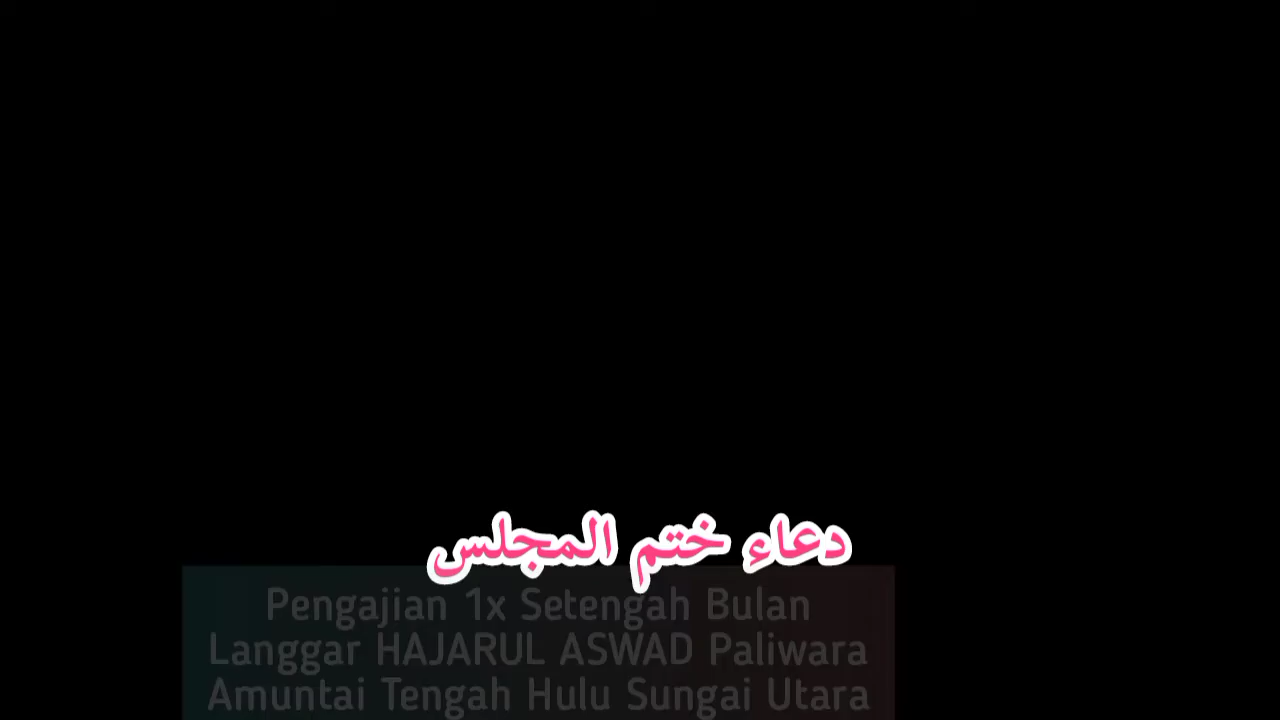 دعاء ختم المجلس
Pengajian 1x Setengah Bulan
Langgar HAJARUL ASWAD Paliwara
Amuntai Tengah Hulu Sungai Utara